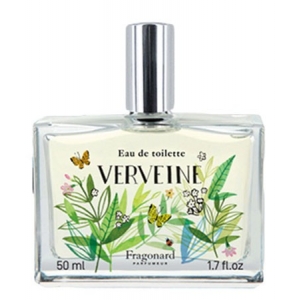 Eau de toilette
VERVEINE
Fragonard
PARFUMEUR
50 ml
1.7 fl.oz